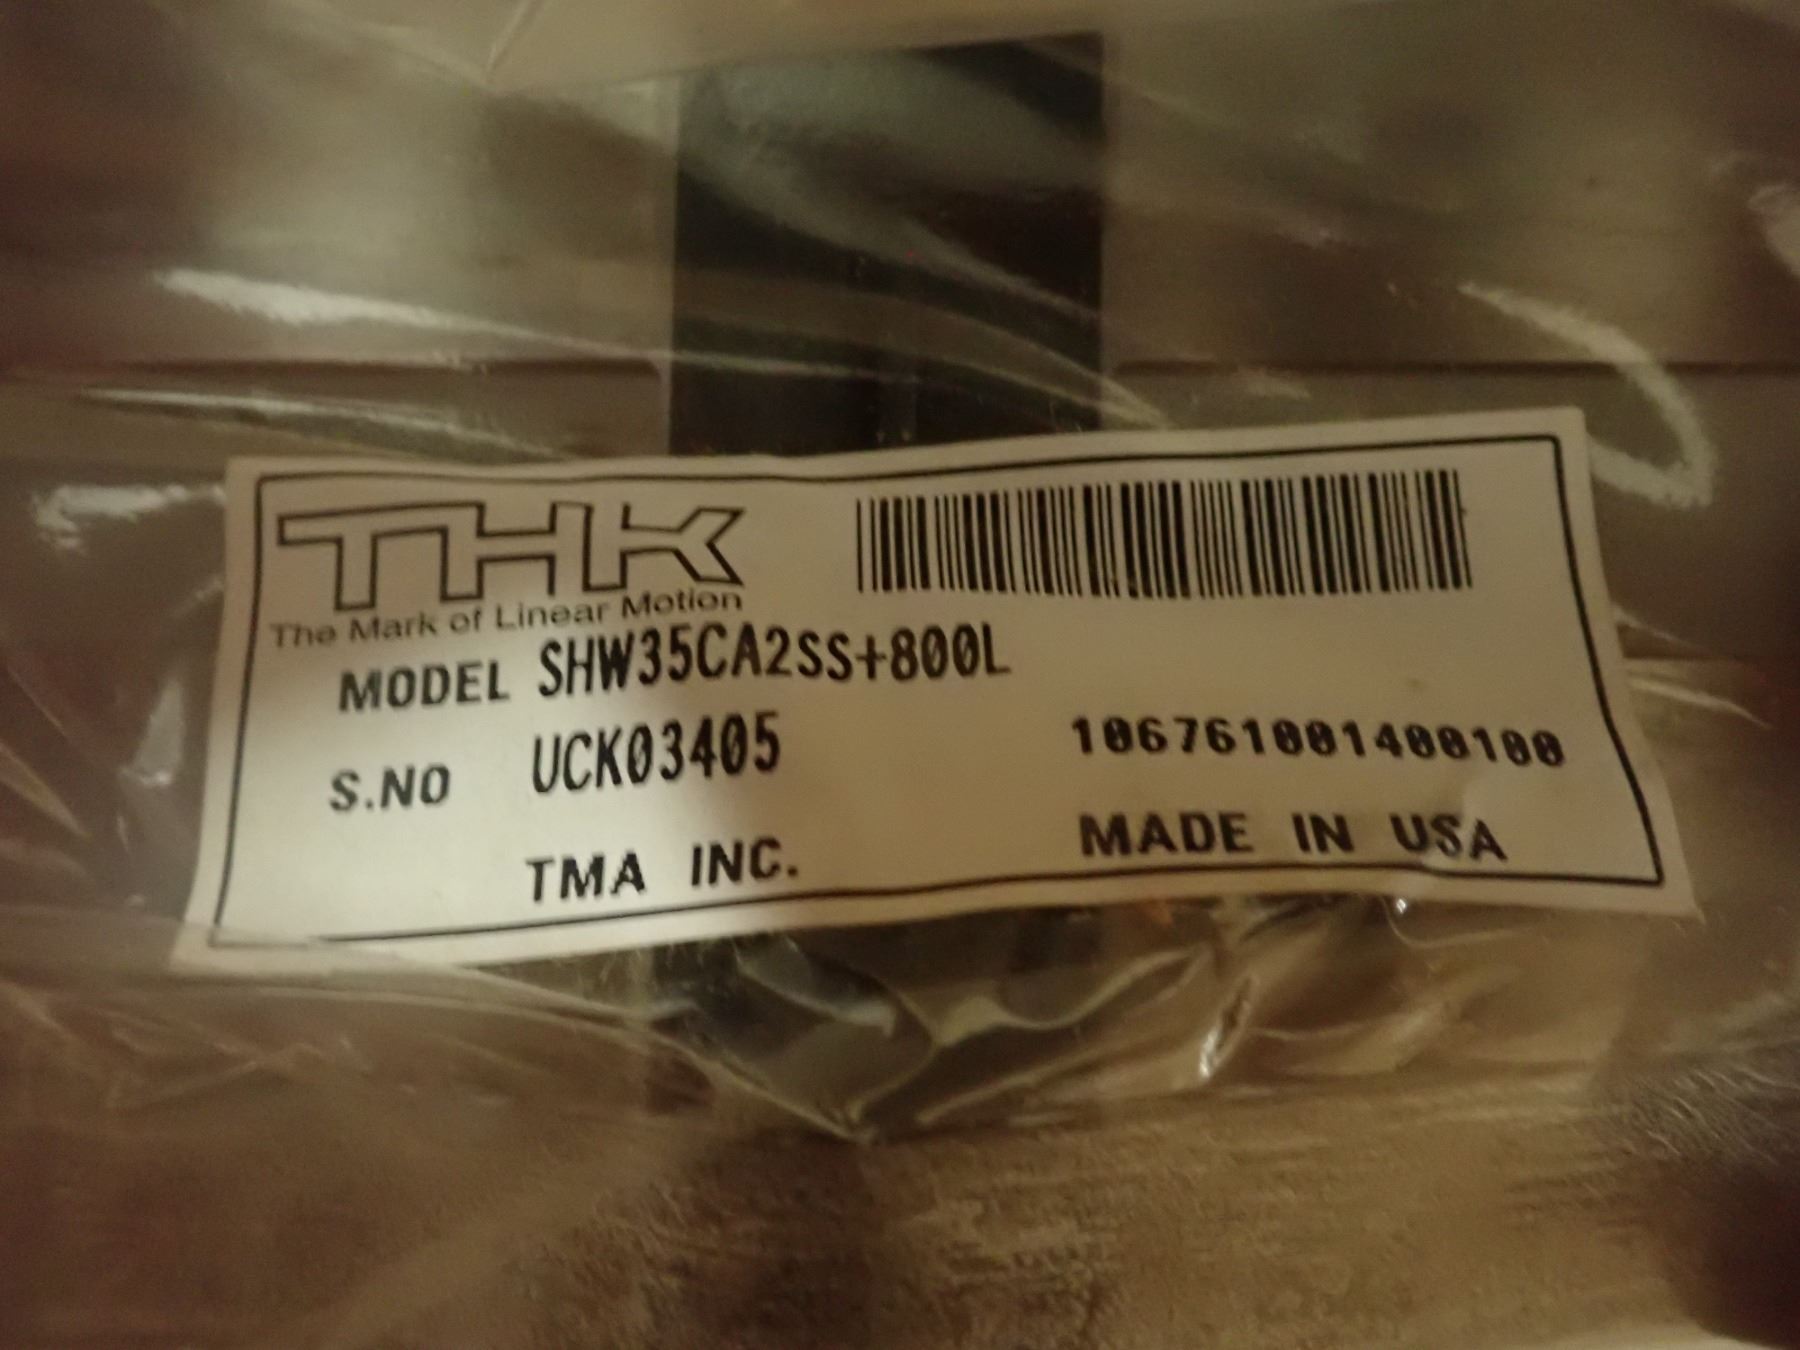 THK
The Mark of Linear Motion
MODEL SHW35CA2SS+800L
S.NO UCK03405 106761001400100
TMA INC. MADE IN USA